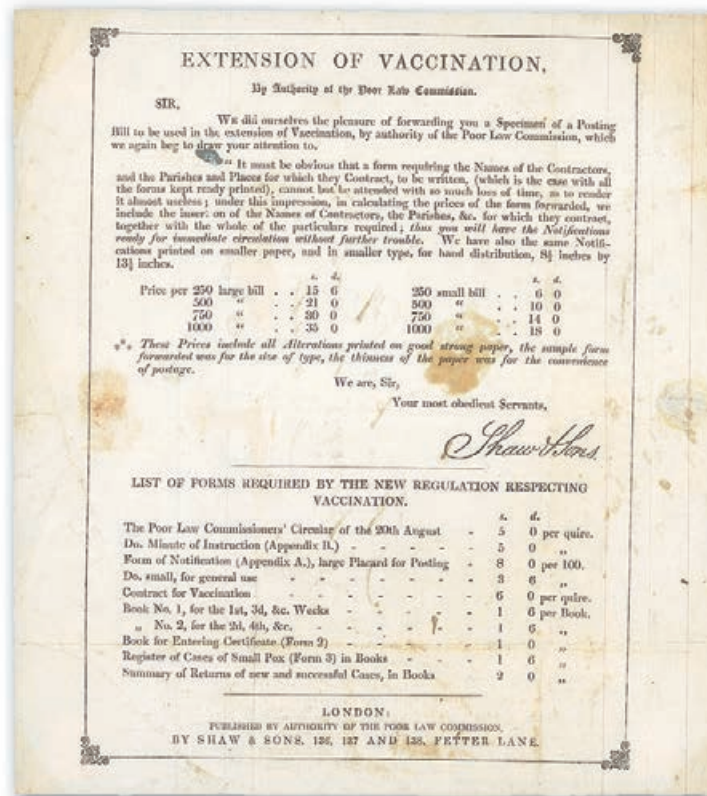 EXTENSION OF VACCINATION,
By Authority of the Poor Law Commission.
SIR,
WE did ourselves the pleasure of forwarding you a Specimen of a Posting
Bill to be used in the extension of Vaccination, by authority of the Poor Law Commission, which
we again beg to draw your attention to.
"It must be obvious that a form requiring the Names of the Contractors,
and the Parishes and Places for which they Contract, to be written, (which is the case with all
the forms kept ready printed), cannot but be attended with so much loss of time, as to render
it almost useless; under this impression, in calculating the prices of the form forwarded, we
include the insertion of the Names of Contractors, the Parishes, &c. for which they contract,
together with the whole of the particulars required; thus you will have the Notifications
ready for immediate circulation without further trouble. We have also the same Notifi-
cations printed on smaller paper, and in smaller type, for hand distribution, 8½ inches by
13½ inches.
s. d. s. d.
Price per 250 large bill . . 15 6 250 small bill . . 6 0
500 " . . 21 0 500 " . . 10 0
750 " . . 30 0 750 " . . 14 0
1000 " . . 35 0 1000 " . . 18 0
*** These Prices include all Alterations printed on good strong paper, the sample form
forwarded was for the size of type, the thinness of the paper was for the convenience
of postage.
We are, Sir,
Your most obedient Servants,
Shaw & Sons.
LIST OF FORMS REQUIRED BY THE NEW REGULATION RESPECTING
VACCINATION.
s. d.
The Poor Law Commissioners' Circular of the 20th August - 5 0 per quire.
Do. Minute of Instruction (Appendix B.) - - - - - 5 0 „
Form of Notification (Appendix A.), large Placard for Posting - 8 0 per 100.
Do. small, for general use - - - - - - 3 6 „
Contract for Vaccination - - - - - - 6 0 per quire.
Book No. 1, for the 1st, 3d, &c. Weeks - - - - - 1 6 per Book.
„ No. 2, for the 2d, 4th, &c. - - - - - 1 6 „
Book for Entering Certificate (Form 2) - - - - - 1 0 „
Register of Cases of Small Pox (Form 3) in Books - - - 1 6 „
Summary of Returns of new and successful Cases, in Books - - 2 0 „
LONDON:
PUBLISHED BY AUTHORITY OF THE POOR LAW COMMISSION,
BY SHAW & SONS, 136, 137 AND 138, FETTER LANE.